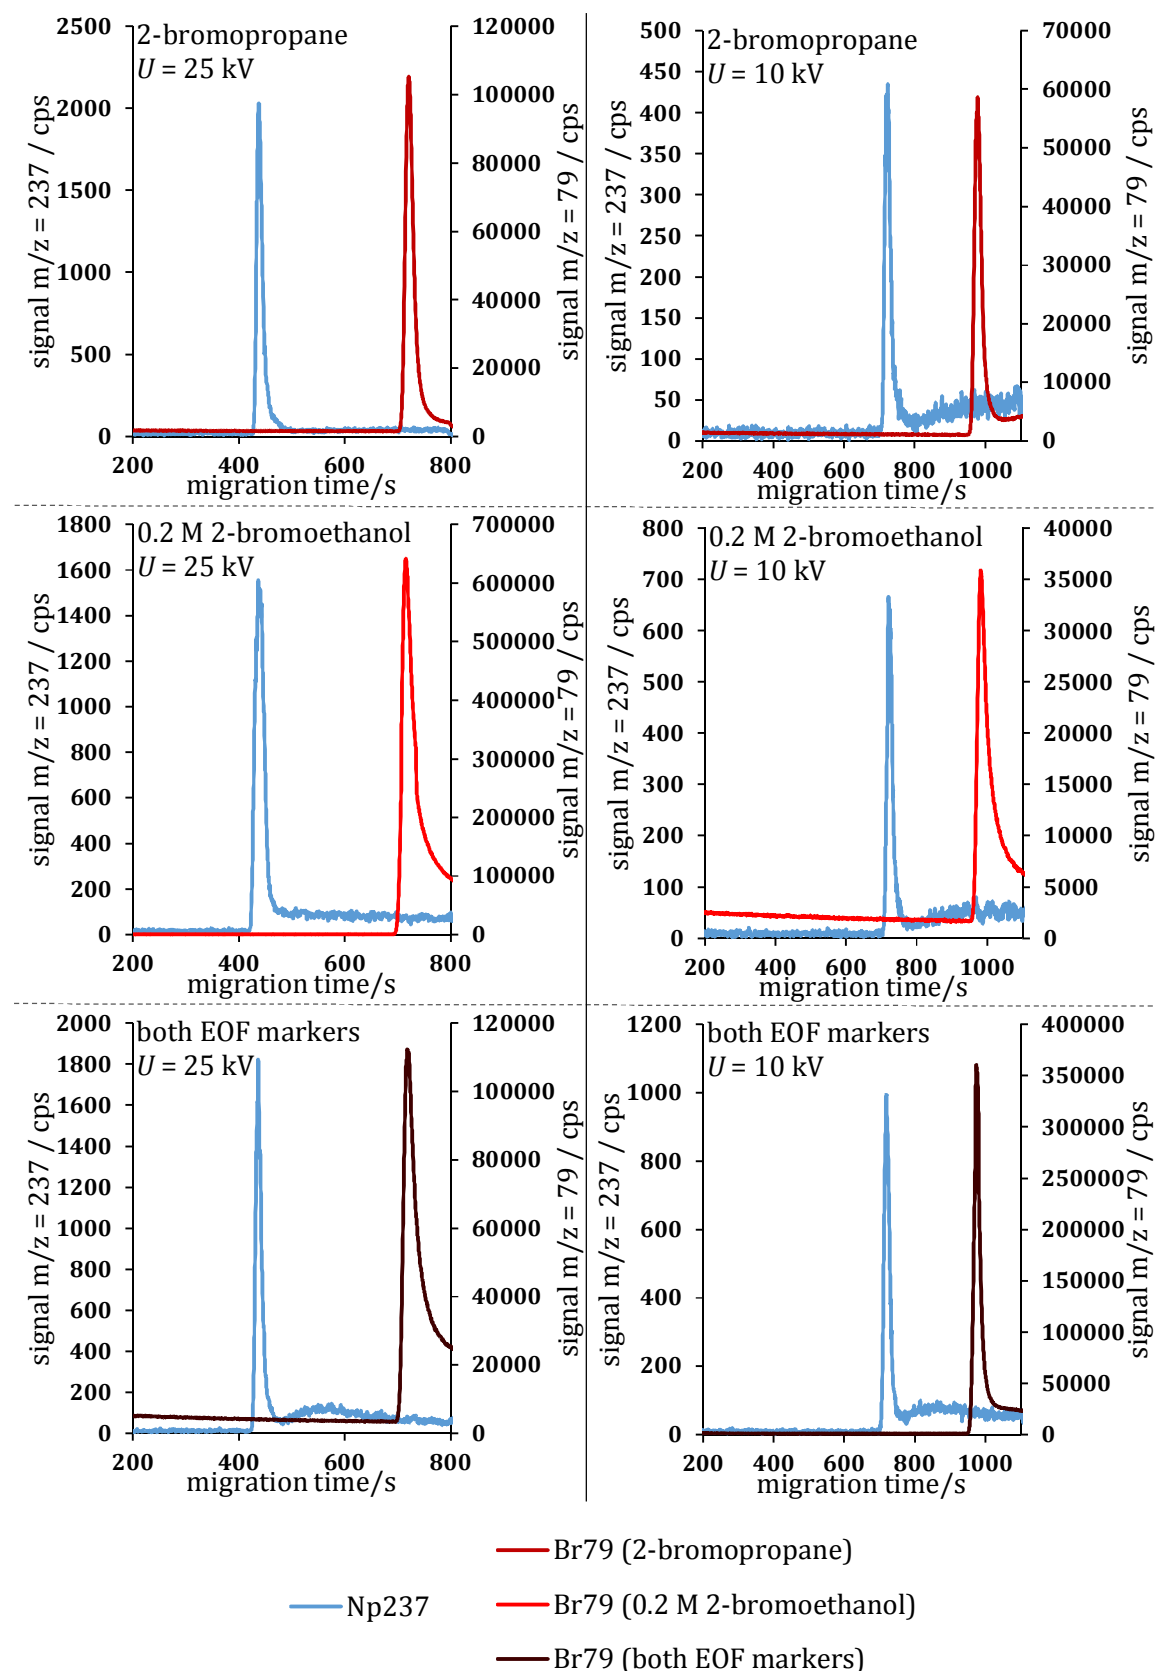 2-bromopropane
U = 25 kV
signal m/z = 237 / cps
2500
2000
1500
1000
500
0
signal m/z = 79 / cps
120000
100000
80000
60000
40000
20000
0
200 400 600 800
migration time/s
2-bromopropane
U = 10 kV
signal m/z = 237 / cps
500
450
400
350
300
250
200
150
100
50
0
signal m/z = 79 / cps
70000
60000
50000
40000
30000
20000
10000
0
200 400 600 800 1000
migration time/s
0.2 M 2-bromoethanol
U = 25 kV
signal m/z = 237 / cps
1800
1600
1400
1200
1000
800
600
400
200
0
signal m/z = 79 / cps
700000
600000
500000
400000
300000
200000
100000
0
200 400 600 800
migration time/s
0.2 M 2-bromoethanol
U = 10 kV
signal m/z = 237 / cps
800
700
600
500
400
300
200
100
0
signal m/z = 79 / cps
40000
35000
30000
25000
20000
15000
10000
5000
0
200 400 600 800 1000
migration time/s
both EOF markers
U = 25 kV
signal m/z = 237 / cps
2000
1800
1600
1400
1200
1000
800
600
400
200
0
signal m/z = 79 / cps
120000
100000
80000
60000
40000
20000
0
200 400 600 800
migration time/s
both EOF markers
U = 10 kV
signal m/z = 237 / cps
1200
1000
800
600
400
200
0
signal m/z = 79 / cps
400000
350000
300000
250000
200000
150000
100000
50000
0
200 400 600 800 1000
migration time/s
Np237
Br79 (2-bromopropane)
Br79 (0.2 M 2-bromoethanol)
Br79 (both EOF markers)